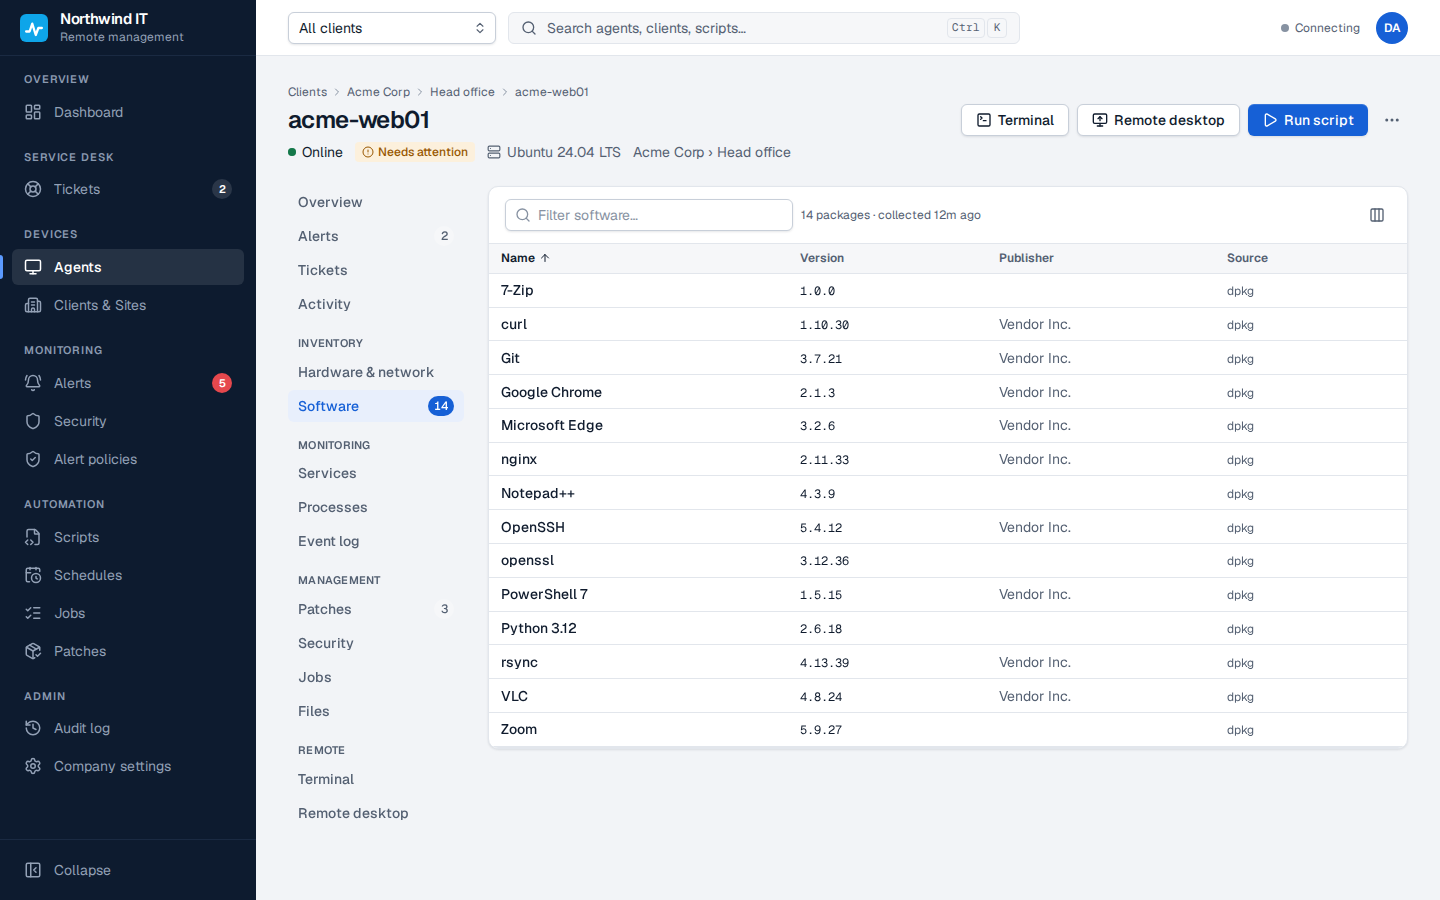 Northwind IT
Remote management
All clients
Search agents, clients, scripts...
Ctrl K
Connecting
DA
OVERVIEW
Dashboard
SERVICE DESK
Tickets 2
DEVICES
Agents
Clients & Sites
MONITORING
Alerts 5
Security
Alert policies
AUTOMATION
Scripts
Schedules
Jobs
Patches
ADMIN
Audit log
Company settings
Collapse
Clients > Acme Corp > Head office > acme-web01
acme-web01
Terminal
Remote desktop
Run script
Online
Needs attention
Ubuntu 24.04 LTS
Acme Corp › Head office
Overview
Alerts 2
Tickets
Activity
INVENTORY
Hardware & network
Software 14
MONITORING
Services
Processes
Event log
MANAGEMENT
Patches 3
Security
Jobs
Files
REMOTE
Terminal
Remote desktop
Filter software...
14 packages · collected 12m ago
Name ↑ Version Publisher Source
7-Zip 1.0.0 dpkg
curl 1.10.30 Vendor Inc. dpkg
Git 3.7.21 Vendor Inc. dpkg
Google Chrome 2.1.3 Vendor Inc. dpkg
Microsoft Edge 3.2.6 Vendor Inc. dpkg
nginx 2.11.33 Vendor Inc. dpkg
Notepad++ 4.3.9 dpkg
OpenSSH 5.4.12 Vendor Inc. dpkg
openssl 3.12.36 dpkg
PowerShell 7 1.5.15 Vendor Inc. dpkg
Python 3.12 2.6.18 dpkg
rsync 4.13.39 Vendor Inc. dpkg
VLC 4.8.24 Vendor Inc. dpkg
Zoom 5.9.27 dpkg